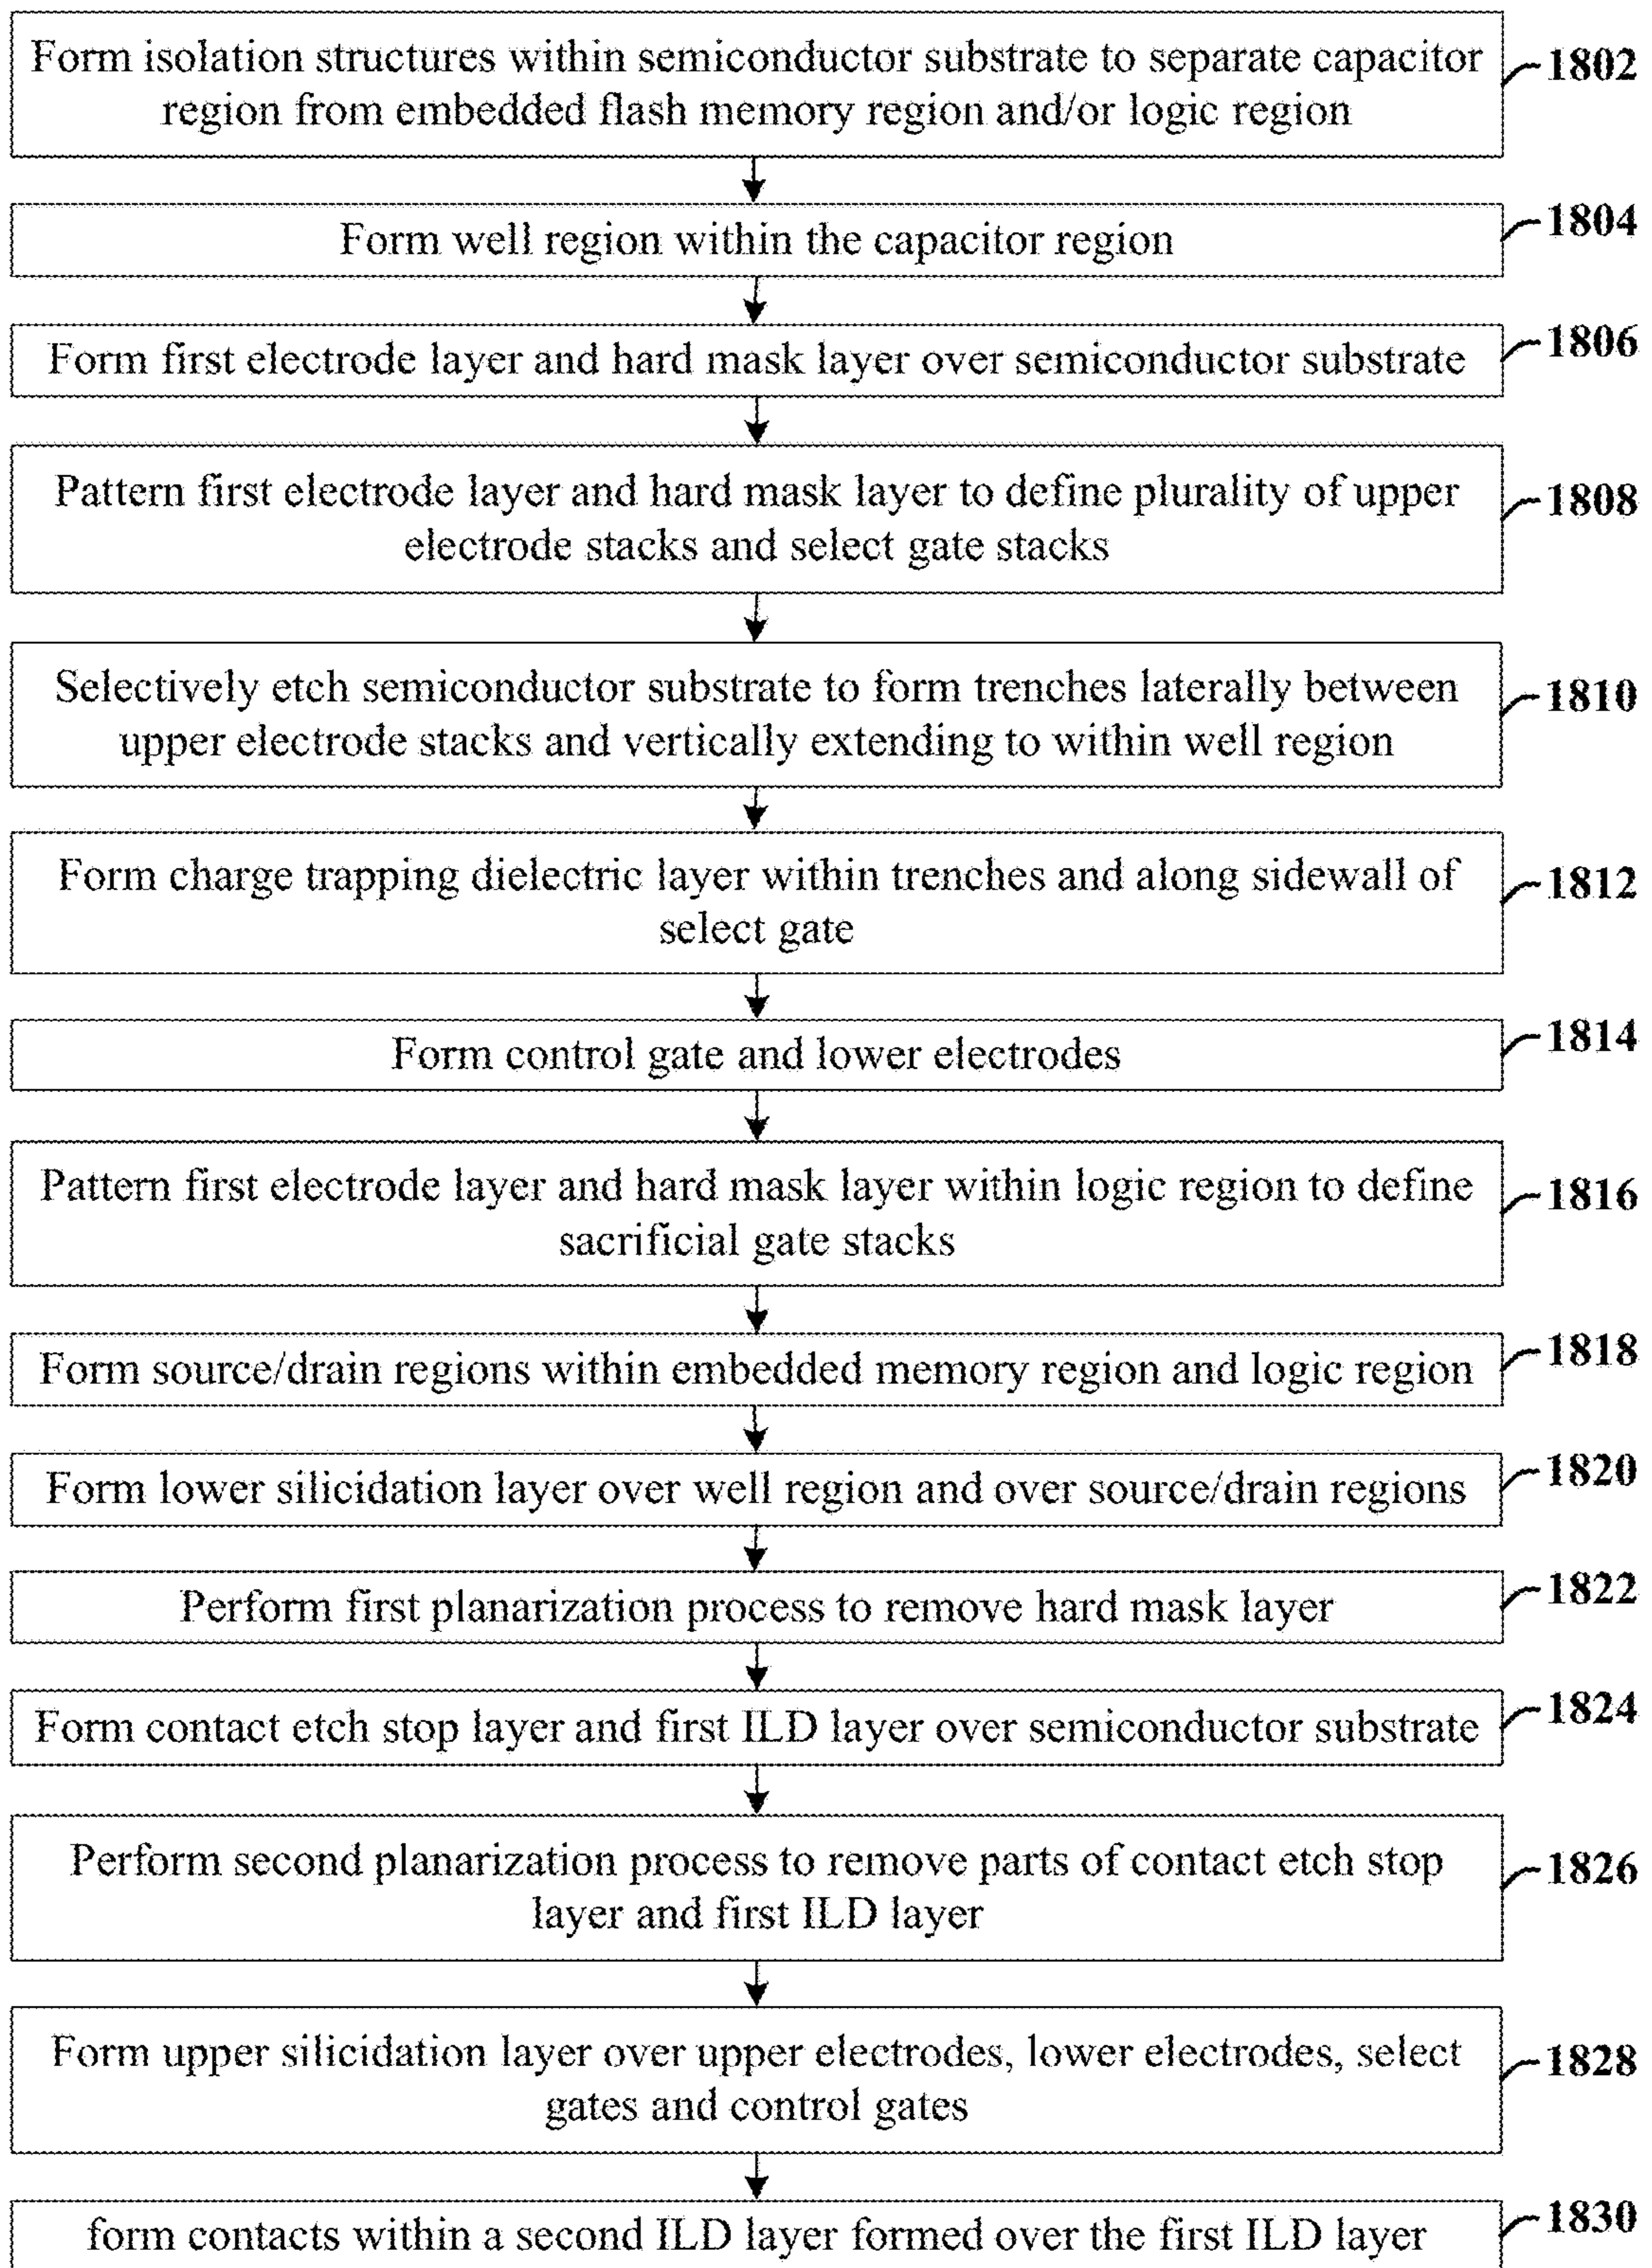 Form isolation structures within semiconductor substrate to separate capacitor
region from embedded flash memory region and/or logic region
1802
Form well region within the capacitor region
1804
Form first electrode layer and hard mask layer over semiconductor substrate
1806
Pattern first electrode layer and hard mask layer to define plurality of upper
electrode stacks and select gate stacks
1808
Selectively etch semiconductor substrate to form trenches laterally between
upper electrode stacks and vertically extending to within well region
1810
Form charge trapping dielectric layer within trenches and along sidewall of
select gate
1812
Form control gate and lower electrodes
1814
Pattern first electrode layer and hard mask layer within logic region to define
sacrificial gate stacks
1816
Form source/drain regions within embedded memory region and logic region
1818
Form lower silicidation layer over well region and over source/drain regions
1820
Perform first planarization process to remove hard mask layer
1822
Form contact etch stop layer and first ILD layer over semiconductor substrate
1824
Perform second planarization process to remove parts of contact etch stop
layer and first ILD layer
1826
Form upper silicidation layer over upper electrodes, lower electrodes, select
gates and control gates
1828
form contacts within a second ILD layer formed over the first ILD layer
1830